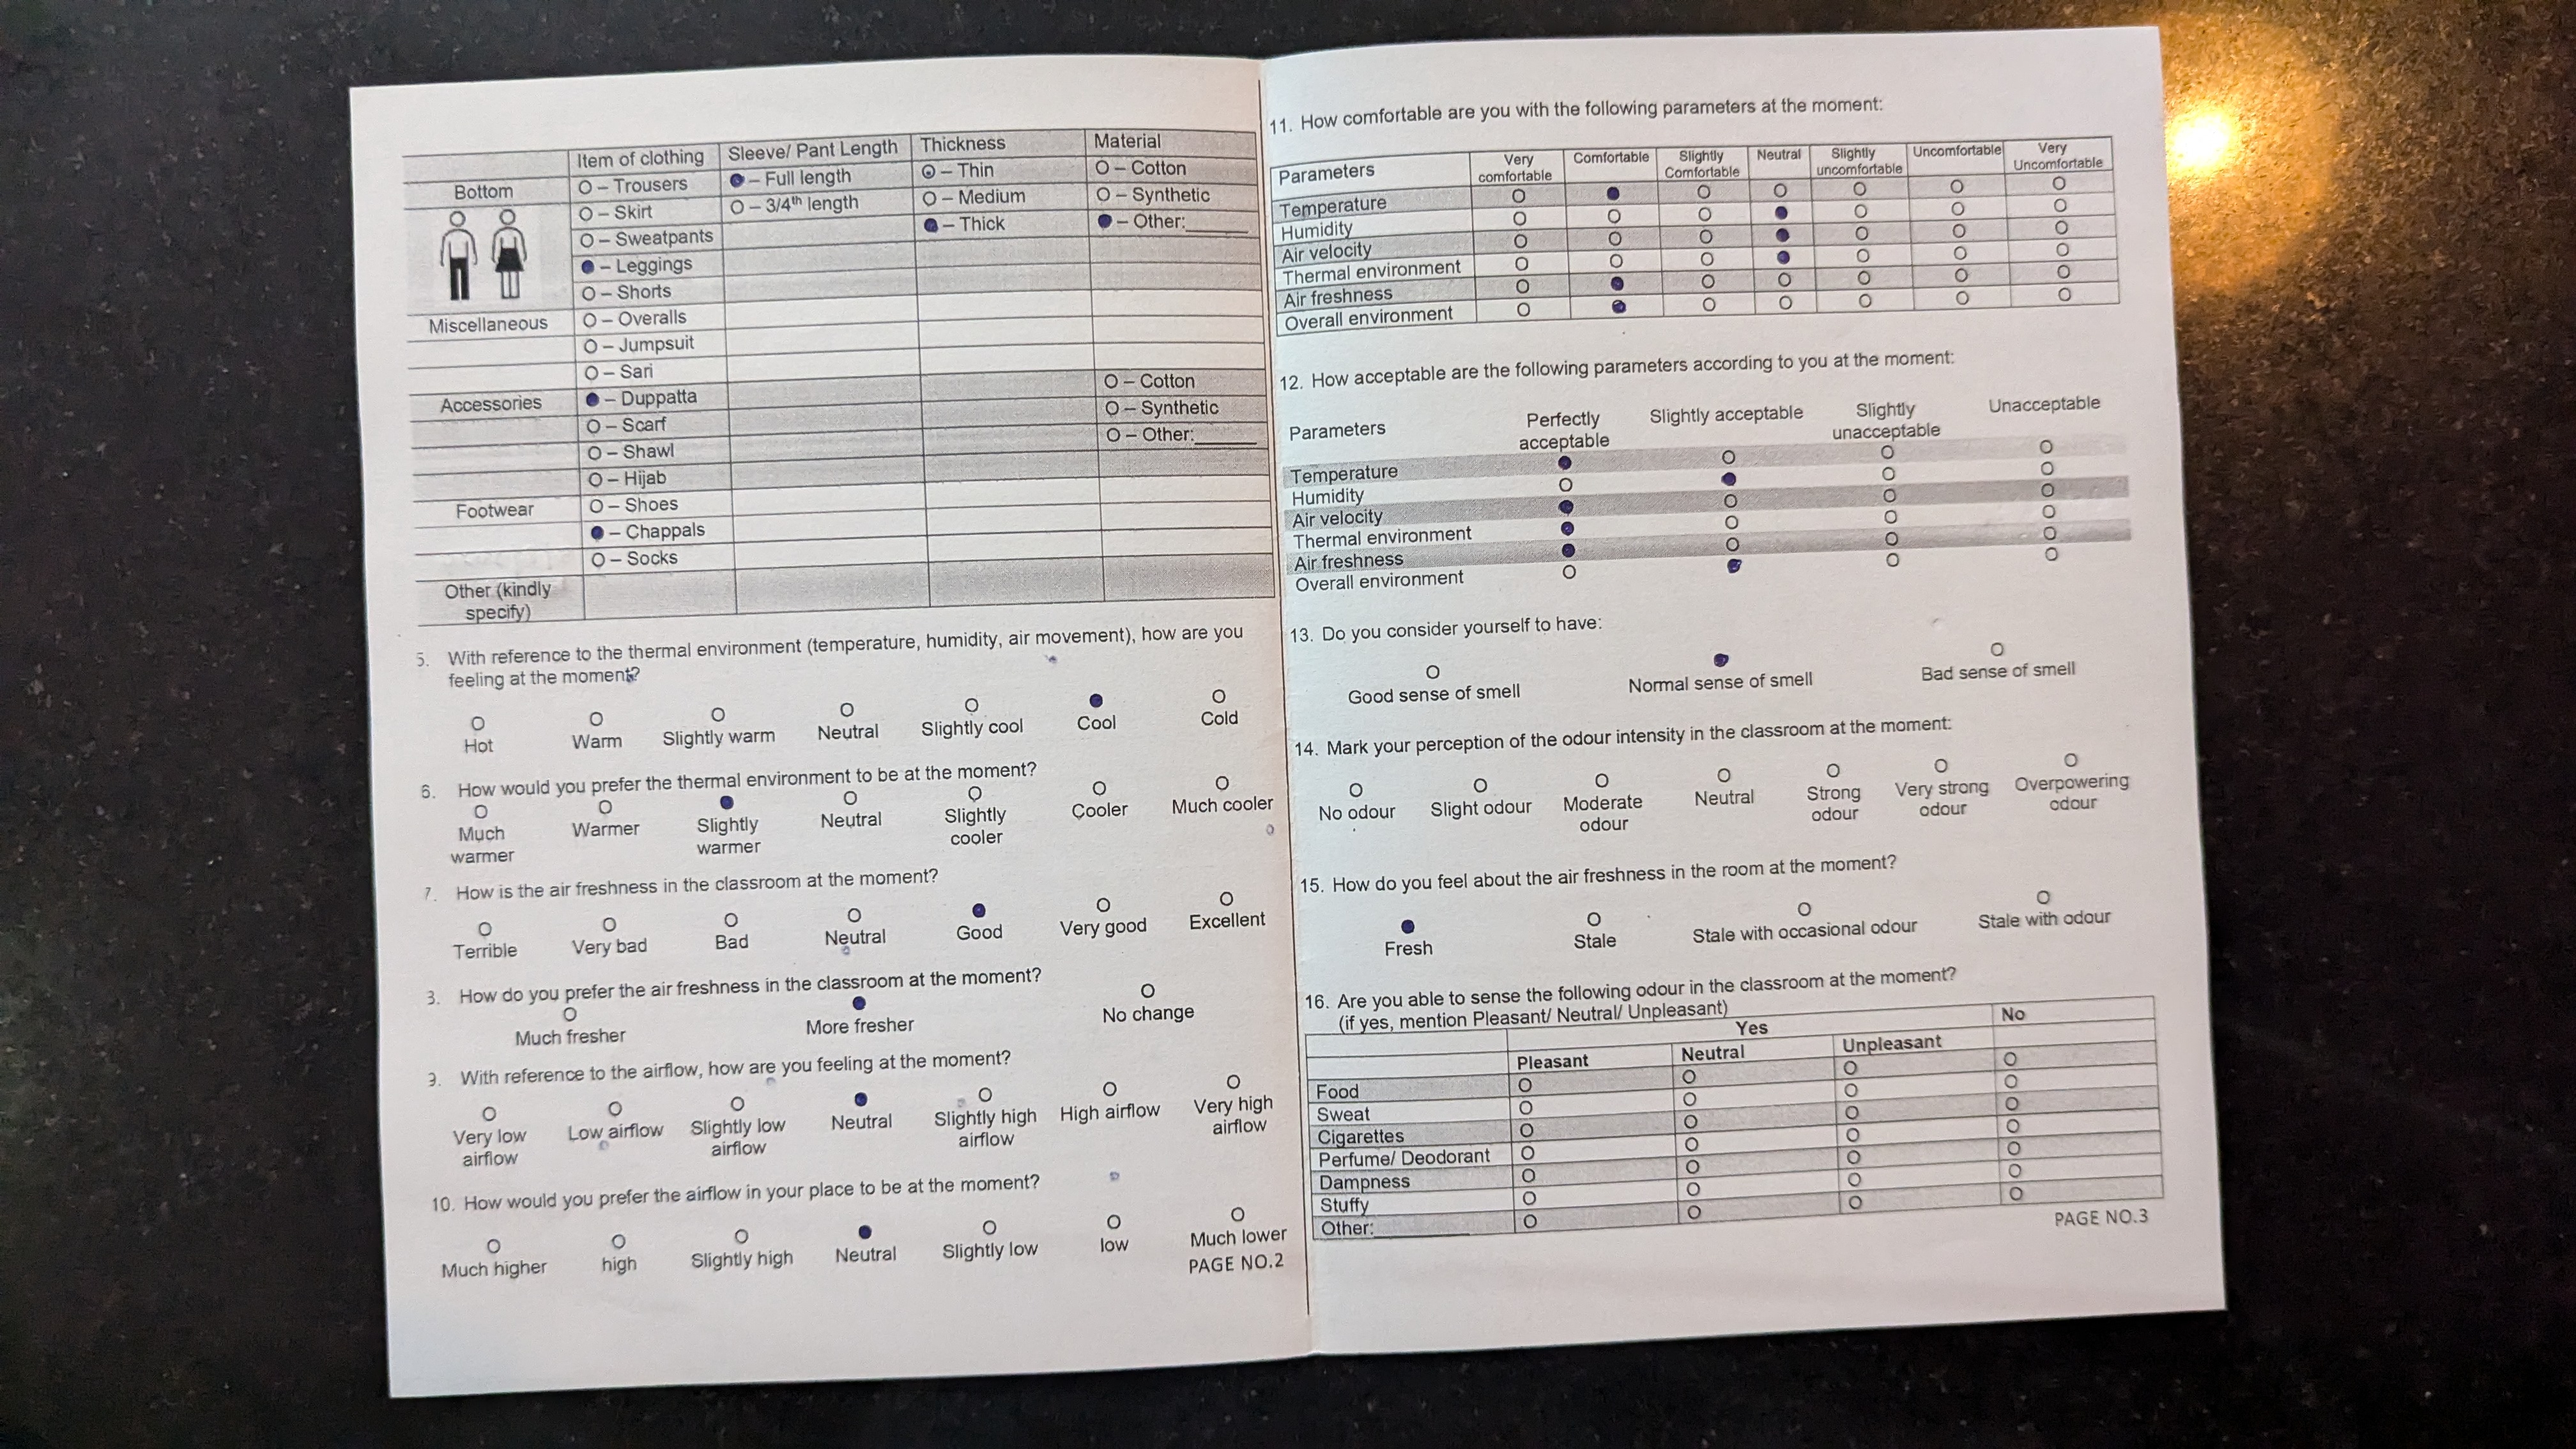 Item of clothing Sleeve/ Pant Length Thickness Material
Bottom O – Trousers – Full length – Thin O – Cotton
O – Skirt O – 3/4th length O – Medium O – Synthetic
O – Sweatpants – Thick – Other:______
– Leggings
O – Shorts
Miscellaneous O – Overalls
O – Jumpsuit
O – Sari
Accessories – Duppatta O – Cotton
O – Scarf O – Synthetic
O – Shawl O – Other:______
O – Hijab
Footwear O – Shoes
– Chappals
O – Socks
Other (kindly
specify)
5. With reference to the thermal environment (temperature, humidity, air movement), how are you
feeling at the moment?
Hot Warm Slightly warm Neutral Slightly cool Cool Cold
6. How would you prefer the thermal environment to be at the moment?
Much Warmer Slightly Neutral Slightly Cooler Much cooler
warmer warmer cooler
7. How is the air freshness in the classroom at the moment?
Terrible Very bad Bad Neutral Good Very good Excellent
How do you prefer the air freshness in the classroom at the moment?
Much fresher More fresher No change
With reference to the airflow, how are you feeling at the moment?
Very low Low airflow Slightly low Neutral Slightly high High airflow Very high
airflow airflow airflow airflow
10. How would you prefer the airflow in your place to be at the moment?
Much higher high Slightly high Neutral Slightly low low Much lower
PAGE NO.2
11. How comfortable are you with the following parameters at the moment:
Parameters Very Comfortable Slightly Neutral Slightly Uncomfortable Very
comfortable Comfortable uncomfortable Uncomfortable
Temperature
Humidity
Air velocity
Thermal environment
Air freshness
Overall environment
12. How acceptable are the following parameters according to you at the moment:
Parameters Perfectly Slightly acceptable Slightly Unacceptable
acceptable unacceptable
Temperature
Humidity
Air velocity
Thermal environment
Air freshness
Overall environment
13. Do you consider yourself to have:
Good sense of smell Normal sense of smell Bad sense of smell
14. Mark your perception of the odour intensity in the classroom at the moment:
No odour Slight odour Moderate Neutral Strong Very strong Overpowering
odour odour odour odour
15. How do you feel about the air freshness in the room at the moment?
Fresh Stale Stale with occasional odour Stale with odour
16. Are you able to sense the following odour in the classroom at the moment?
(if yes, mention Pleasant/ Neutral/ Unpleasant)
Yes No
Pleasant Neutral Unpleasant
Food
Sweat
Cigarettes
Perfume/ Deodorant
Dampness
Stuffy
Other:__________
PAGE NO.3